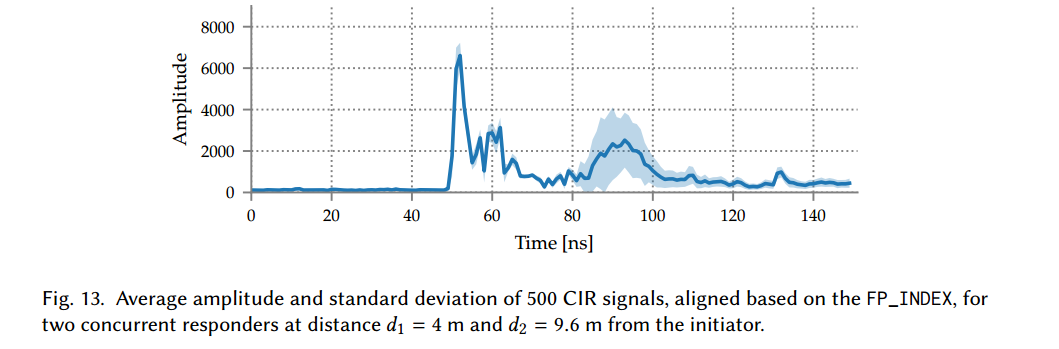 8000
6000
4000
2000
0
Amplitude
0 20 40 60 80 100 120 140
Time [ns]
Fig. 13. Average amplitude and standard deviation of 500 CIR signals, aligned based on the FP_INDEX, for
two concurrent responders at distance d₁ = 4 m and d₂ = 9.6 m from the initiator.